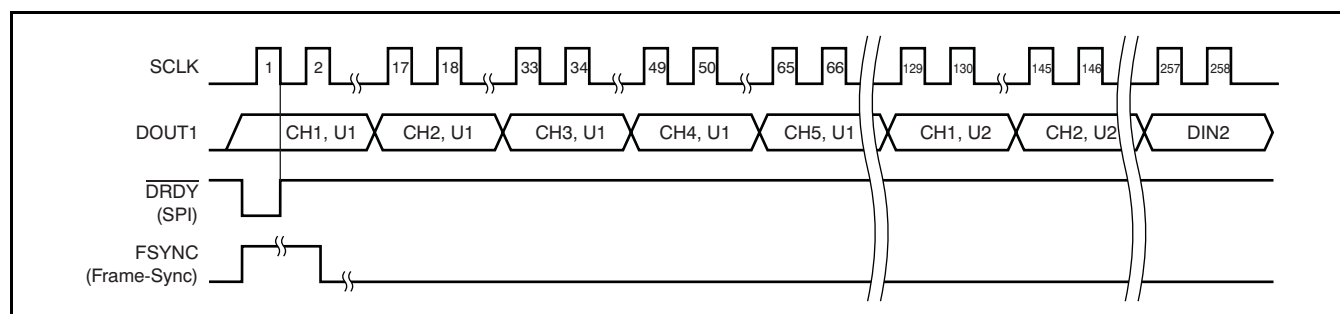 SCLK
1 2 17 18 33 34 49 50 65 66 129 130 145 146 257 258
DOUT1
CH1, U1 CH2, U1 CH3, U1 CH4, U1 CH5, U1 CH1, U2 CH2, U2 DIN2
DRDY
(SPI)
FSYNC
(Frame-Sync)